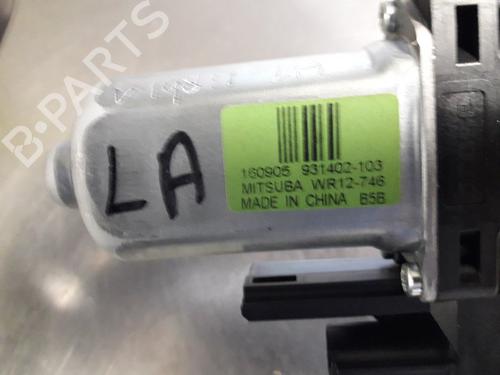 B-PARTS
LA
160905 931402-103
MITSUBA WR12-746
MADE IN CHINA B5B